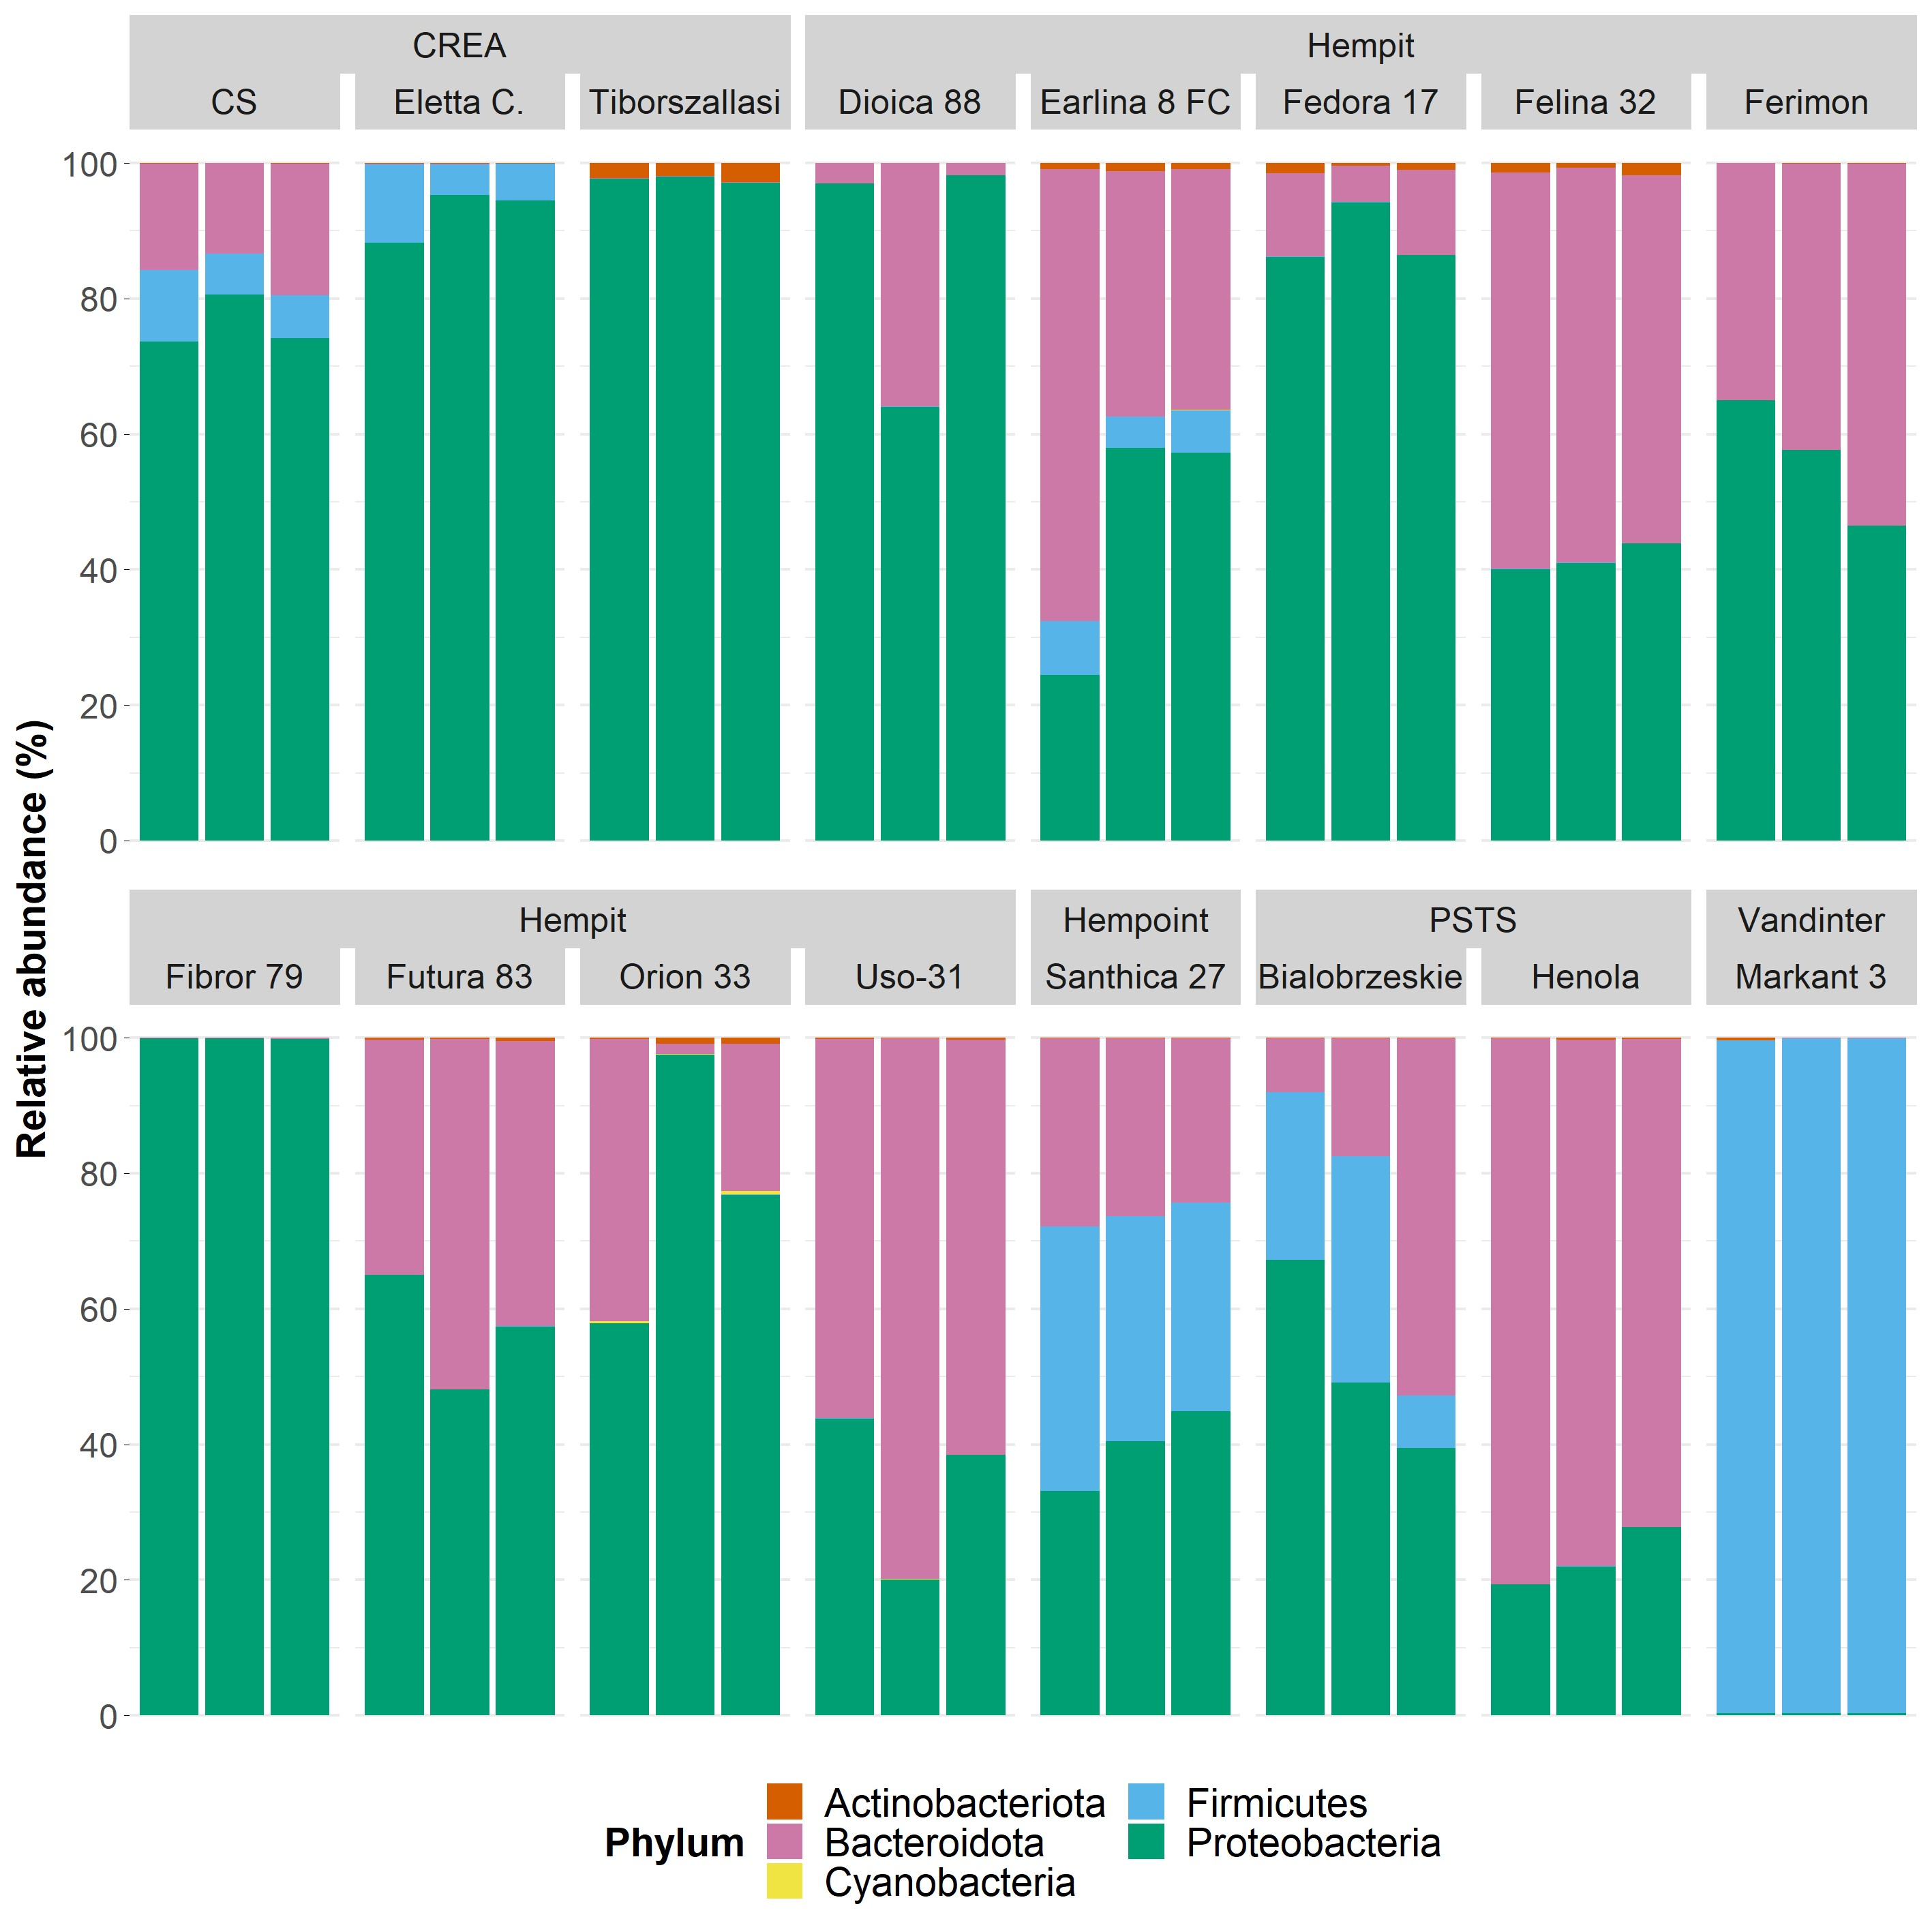 CREA Hempit
CS Eletta C. Tiborszallasi Dioica 88 Earlina 8 FC Fedora 17 Felina 32 Ferimon
100
80
60
40
20
0
Relative abundance (%)
Hempit Hempoint PSTS Vandinter
Fibror 79 Futura 83 Orion 33 Uso-31 Santhica 27 Bialobrzeskie Henola Markant 3
100
80
60
40
20
0
Phylum
Actinobacteriota Firmicutes
Bacteroidota Proteobacteria
Cyanobacteria